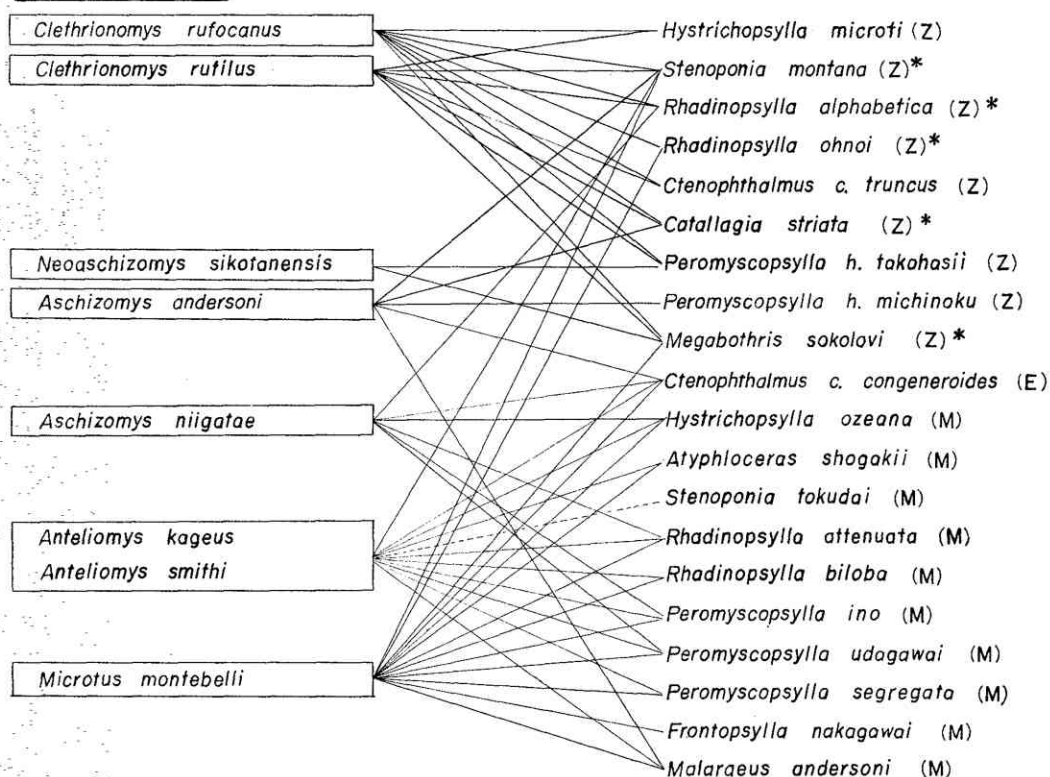 Clethrionomys rufocanus
Clethrionomys rutilus
Neoaschizomys sikotanensis
Aschizomys andersoni
Aschizomys niigatae
Anteliomys kageus
Anteliomys smithi
Microtus montebelli
Hystrichopsylla microti (Z)
Stenoponia montana (Z)*
Rhadinopsylla alphabetica (Z)*
Rhadinopsylla ohnoi (Z)*
Ctenophthalmus c. truncus (Z)
Catallagia striata (Z)*
Peromyscopsylla h. takahasii (Z)
Peromyscopsylla h. michinoku (Z)
Megabothris sokolovi (Z)*
Ctenophthalmus c. congeneroides (E)
Hystrichopsylla ozeana (M)
Atyphloceras shogakii (M)
Stenoponia tokudai (M)
Rhadinopsylla attenuata (M)
Rhadinopsylla biloba (M)
Peromyscopsylla ino (M)
Peromyscopsylla udagawai (M)
Peromyscopsylla segregata (M)
Frontopsylla nakagawai (M)
Malaraeus andersoni (M)